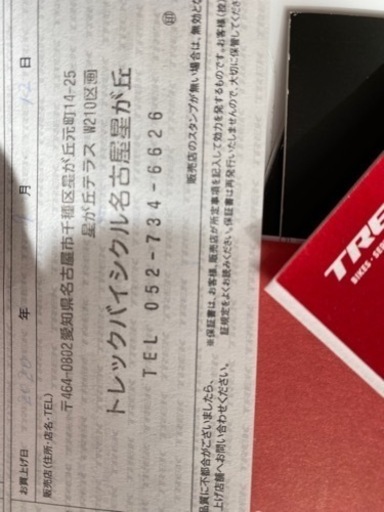 お買上げ日 2020 年 月 12 日
販売店(住所・店名・TEL)
〒464-0802愛知県名古屋市千種区星が丘元町14-25
星が丘テラス W210区画
トレックバイシクル名古屋星が丘
TEL 052-734-6626
㊞
販売店のスタンプが無い場合は、無効とな
※保証書は、お客様、販売店が所定事項を記入して効力を発するものです。お客様(控)
証規定をよくお読みください。保証書は再発行いたしませんので、大切に保管してくだ
品質に不都合がございましたら、
上げ店舗へお問い合わせください。
TRE
BIKES · SE